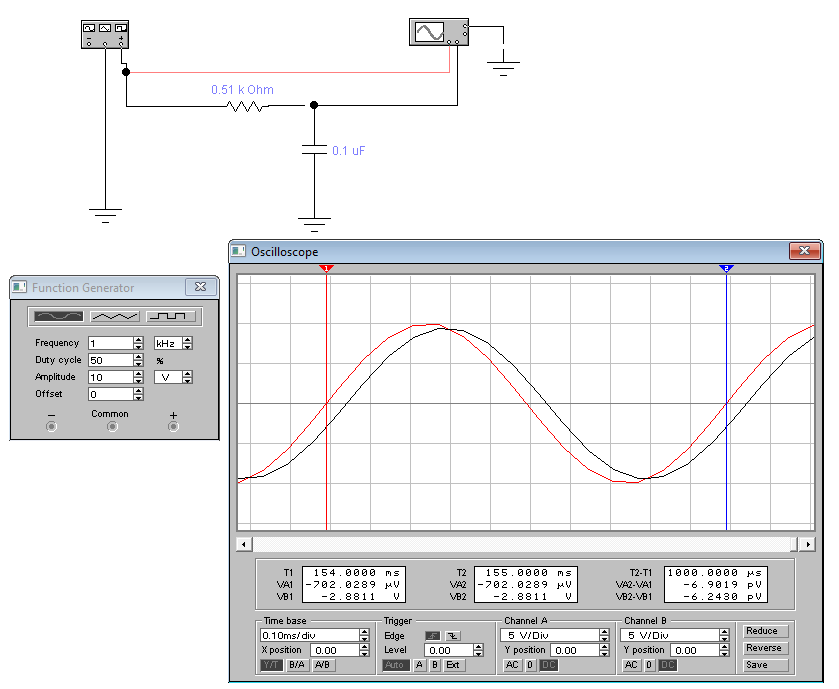 0.51 k Ohm
0.1 uF
Oscilloscope
1
2
Function Generator
Frequency 1 kHz
Duty cycle 50 %
Amplitude 10 V
Offset 0
− Common +
T1 154.0000 ms T2 155.0000 ms T2-T1 1000.0000 µs
VA1 -702.0289 µV VA2 -702.0289 µV VA2-VA1 -6.9019 pV
VB1 -2.8811 V VB2 -2.8811 V VB2-VB1 -6.2430 pV
Time base Trigger Channel A Channel B
0.10ms/div Edge 5 V/Div 5 V/Div Reduce
X position 0.00 Level 0.00 Y position 0.00 Y position 0.00 Reverse
Y/T B/A A/B Auto A B Ext AC 0 DC AC 0 DC Save